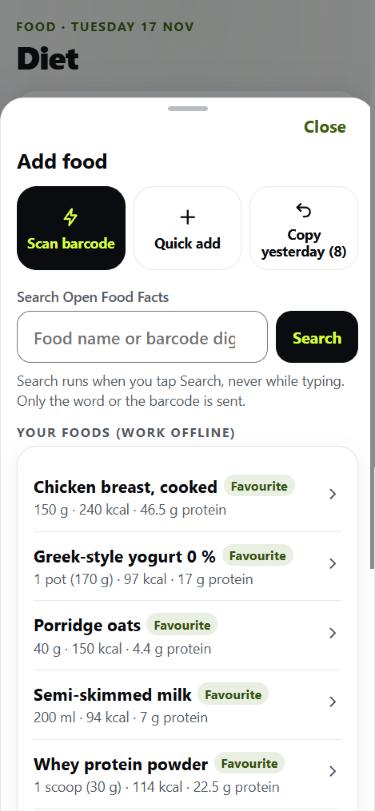 FOOD · TUESDAY 17 NOV
Diet
Close
Add food
Scan barcode
Quick add
Copy
yesterday (8)
Search Open Food Facts
Food name or barcode dig
Search
Search runs when you tap Search, never while typing.
Only the word or the barcode is sent.
YOUR FOODS (WORK OFFLINE)
Chicken breast, cooked Favourite
150 g · 240 kcal · 46.5 g protein
Greek-style yogurt 0 % Favourite
1 pot (170 g) · 97 kcal · 17 g protein
Porridge oats Favourite
40 g · 150 kcal · 4.4 g protein
Semi-skimmed milk Favourite
200 ml · 94 kcal · 7 g protein
Whey protein powder Favourite
1 scoop (30 g) · 114 kcal · 22.5 g protein